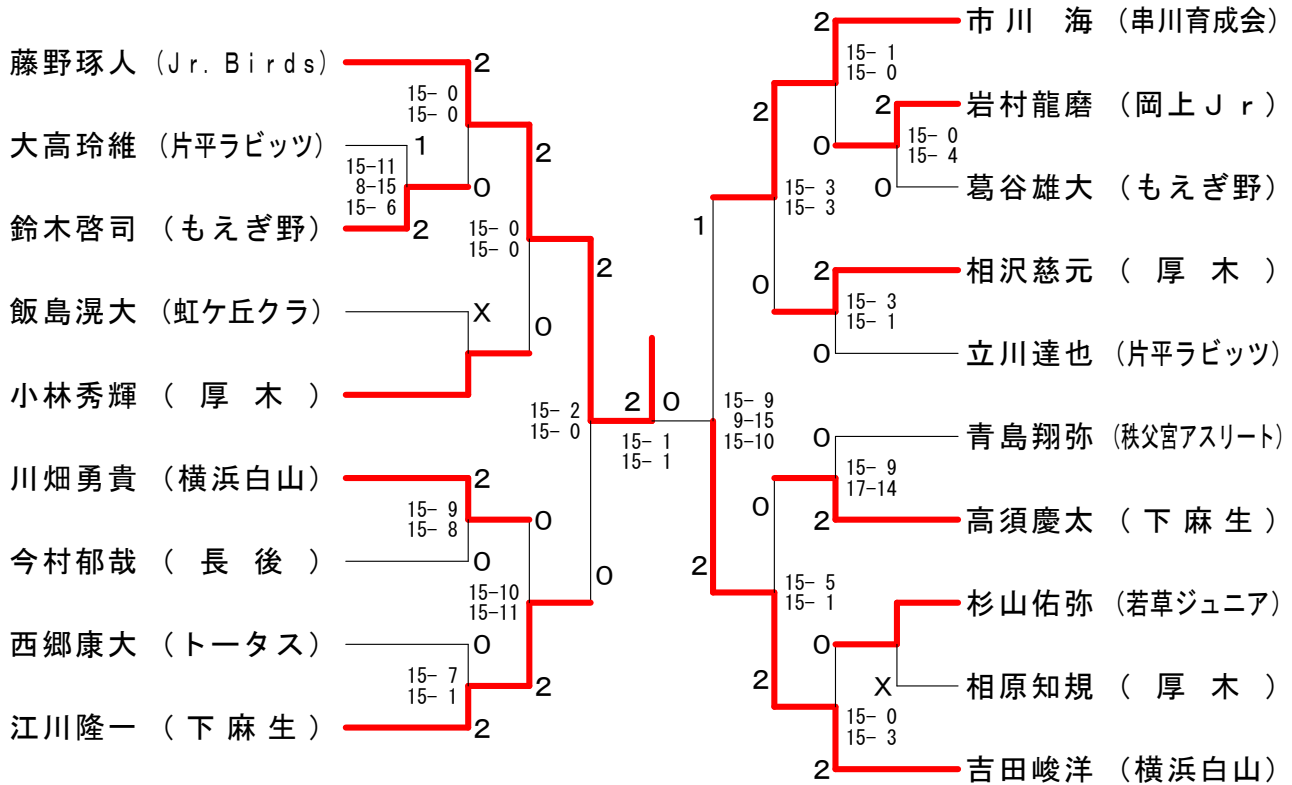 藤野琢人 (Jr. Birds)
2
15- 0
15- 0
大高玲維 (片平ラビッツ)
1
15-11
8-15
15- 6
0
鈴木啓司 (もえぎ野)
2
2
15- 0
15- 0
飯島滉大 (虹ケ丘クラ)
X
0
小林秀輝 ( 厚 木 )
2
15- 2
15- 0
川畑勇貴 (横浜白山)
2
15- 9
15- 8
0
今村郁哉 ( 長 後 )
0
15-10
15-11
0
西郷康大 (トータス)
0
15- 7
15- 1
2
江川隆一 ( 下 麻 生 )
2
2 0
15- 1
15- 1
2 市 川 海 (串川育成会)
15- 1
15- 0
2
2 岩村龍磨 (岡上Jr)
0
15- 0
15- 4
0 葛谷雄大 (もえぎ野)
15- 3
15- 3
1
2 相沢慈元 ( 厚 木 )
0
15- 3
15- 1
0 立川達也 (片平ラビッツ)
15- 9
9-15
15-10
0 青島翔弥 (秩父宮アスリート)
15- 9
17-14
0
2 高須慶太 ( 下 麻 生 )
2
15- 5
15- 1
杉山佑弥 (若草ジュニア)
0
2
X 相原知規 ( 厚 木 )
15- 0
15- 3
2 吉田峻洋 (横浜白山)